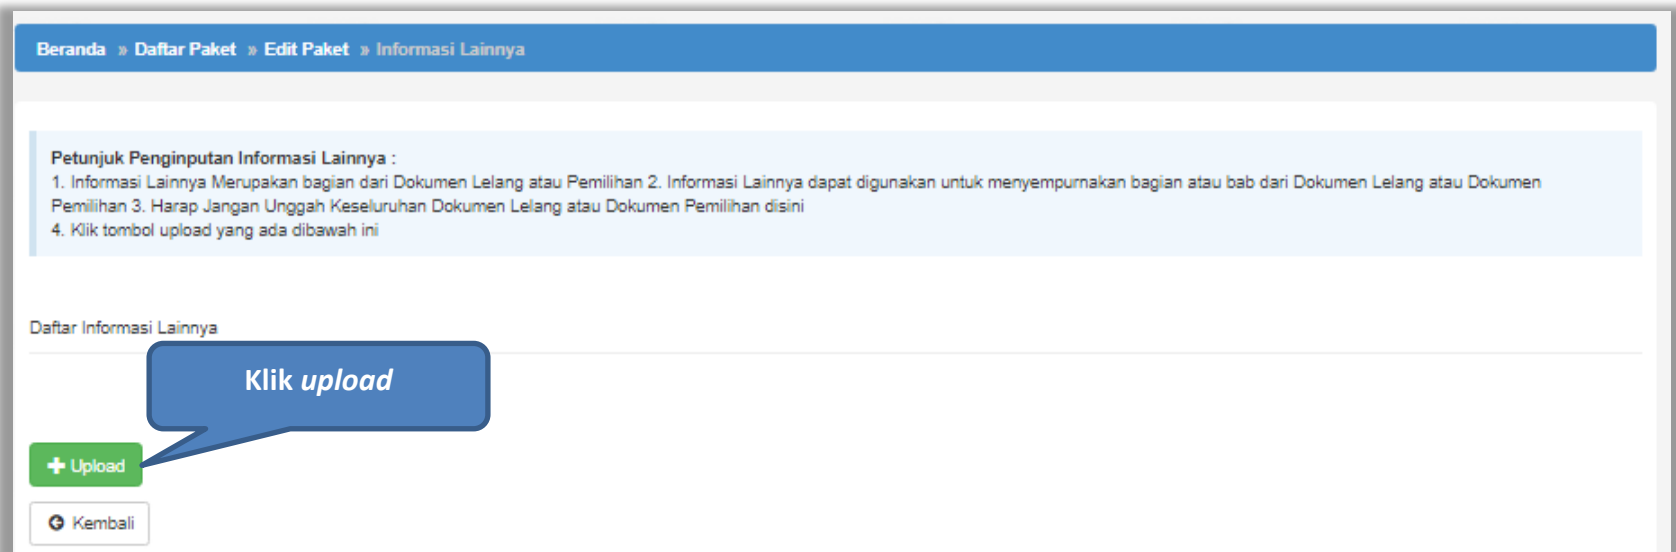 Beranda » Daftar Paket » Edit Paket » Informasi Lainnya
Petunjuk Penginputan Informasi Lainnya :
1. Informasi Lainnya Merupakan bagian dari Dokumen Lelang atau Pemilihan 2. Informasi Lainnya dapat digunakan untuk menyempurnakan bagian atau bab dari Dokumen Lelang atau Dokumen
Pemilihan 3. Harap Jangan Unggah Keseluruhan Dokumen Lelang atau Dokumen Pemilihan disini
4. Klik tombol upload yang ada dibawah ini
Daftar Informasi Lainnya
Klik upload
Upload
Kembali